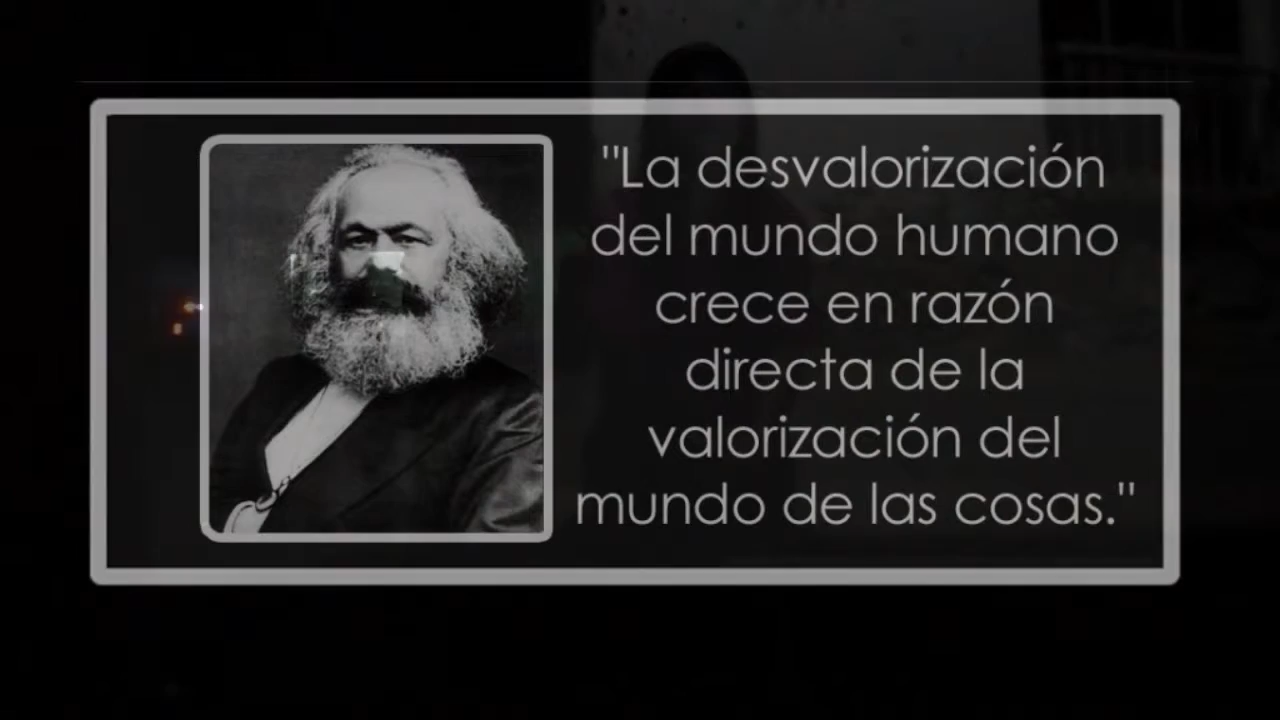 "La desvalorización
del mundo humano
crece en razón
directa de la
valorización del
mundo de las cosas."